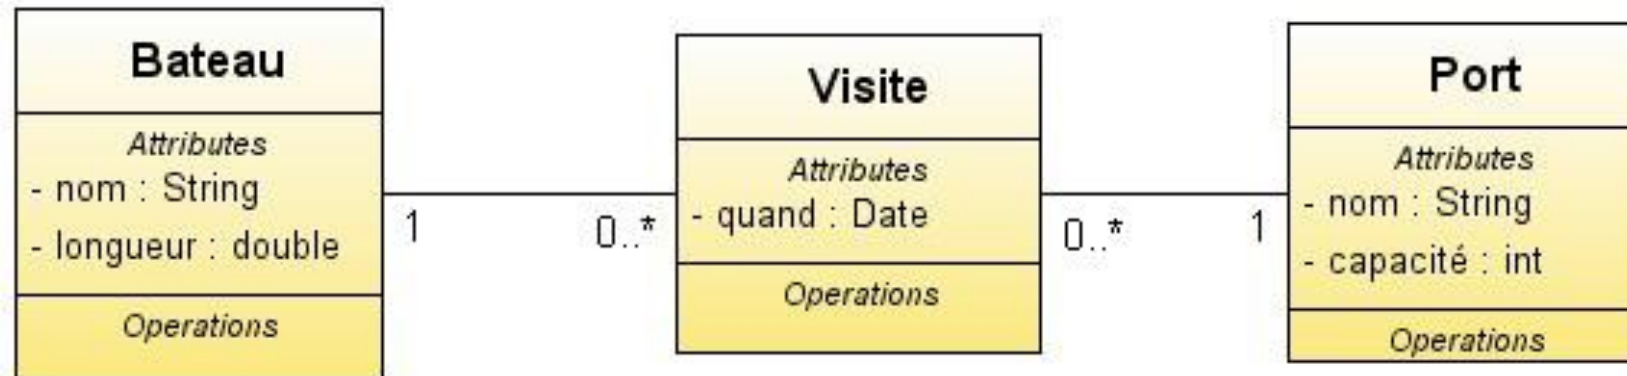 Bateau
Attributes
- nom : String
- longueur : double
Operations
1
0..*
Visite
Attributes
- quand : Date
Operations
0..*
1
Port
Attributes
- nom : String
- capacité : int
Operations